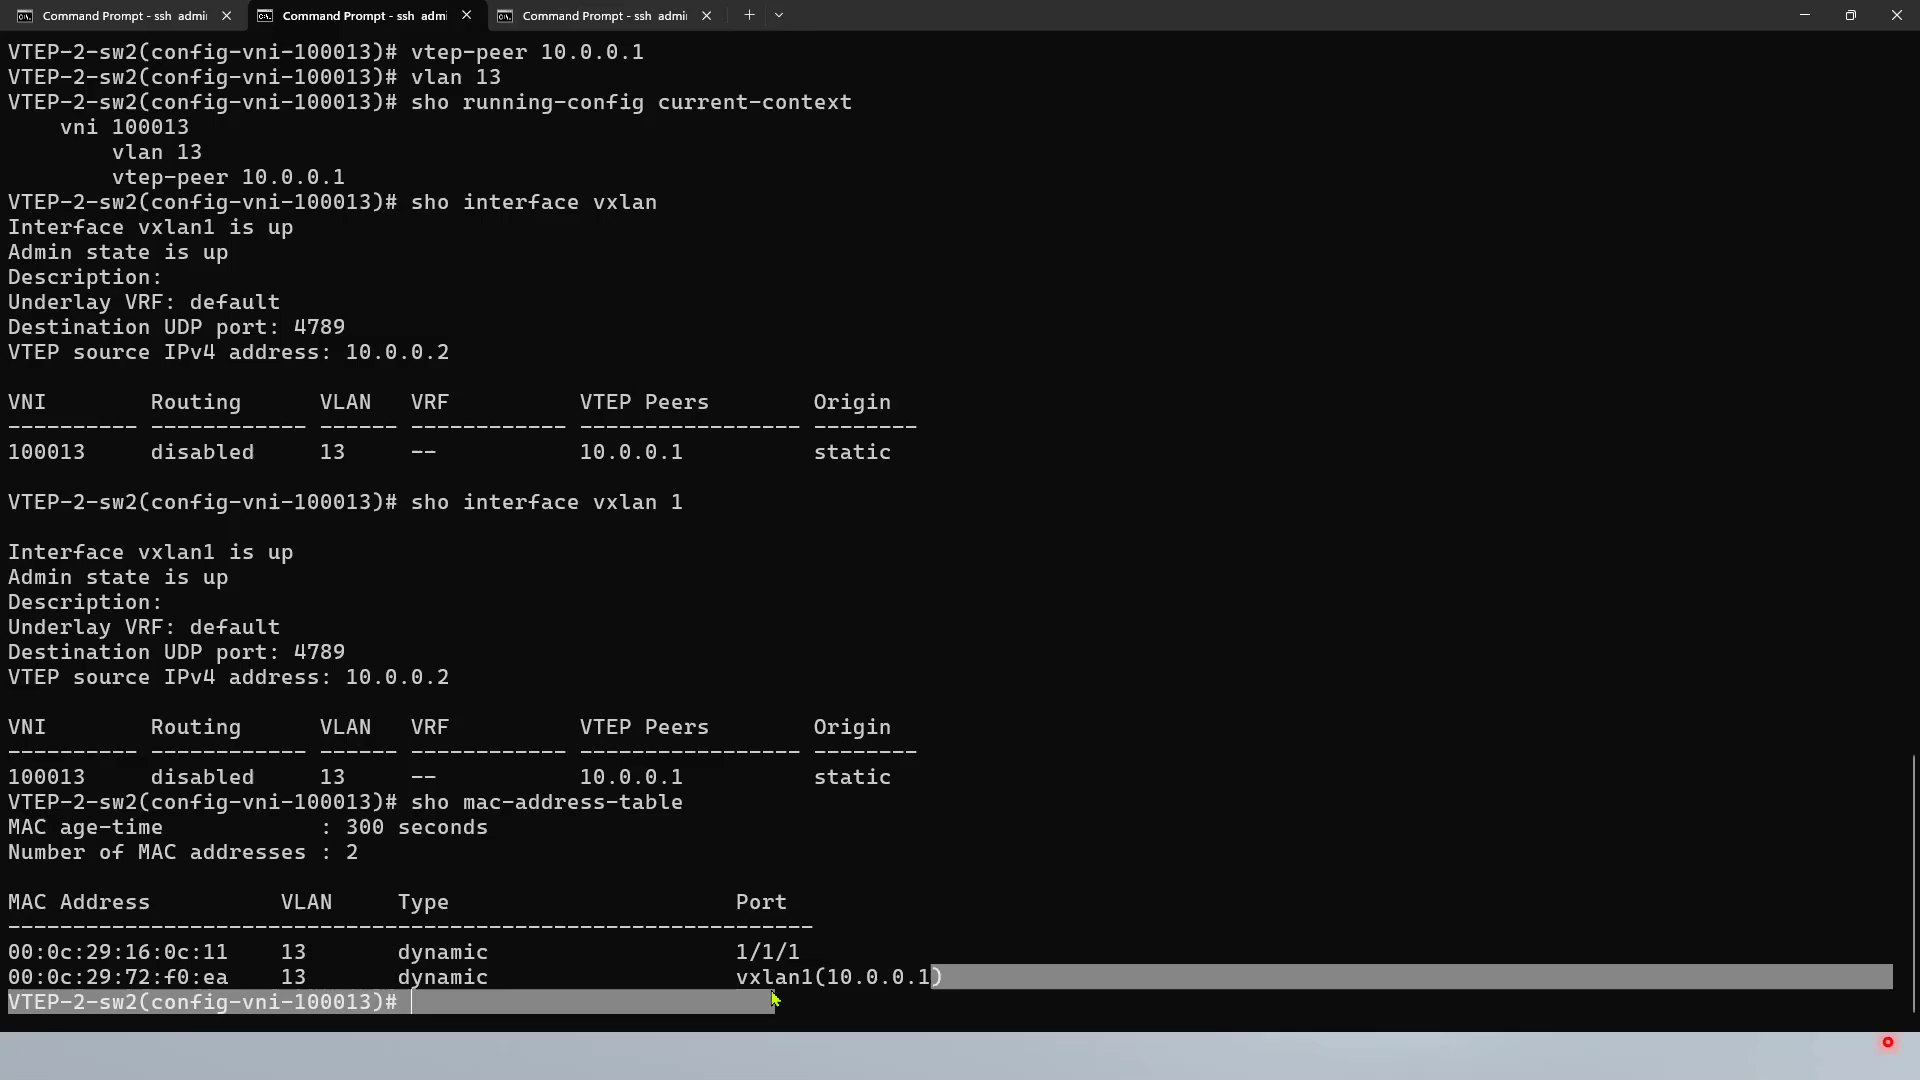 Command Prompt - ssh admi
Command Prompt - ssh admi
Command Prompt - ssh admi
VTEP-2-sw2(config-vni-100013)# vtep-peer 10.0.0.1
VTEP-2-sw2(config-vni-100013)# vlan 13
VTEP-2-sw2(config-vni-100013)# sho running-config current-context
    vni 100013
        vlan 13
        vtep-peer 10.0.0.1
VTEP-2-sw2(config-vni-100013)# sho interface vxlan
Interface vxlan1 is up
Admin state is up
Description:
Underlay VRF: default
Destination UDP port: 4789
VTEP source IPv4 address: 10.0.0.2
VNI        Routing      VLAN   VRF          VTEP Peers        Origin
---------- ------------ ------ ------------ ----------------- --------
100013     disabled     13     --           10.0.0.1          static
VTEP-2-sw2(config-vni-100013)# sho interface vxlan 1
Interface vxlan1 is up
Admin state is up
Description:
Underlay VRF: default
Destination UDP port: 4789
VTEP source IPv4 address: 10.0.0.2
VNI        Routing      VLAN   VRF          VTEP Peers        Origin
---------- ------------ ------ ------------ ----------------- --------
100013     disabled     13     --           10.0.0.1          static
VTEP-2-sw2(config-vni-100013)# sho mac-address-table
MAC age-time            : 300 seconds
Number of MAC addresses : 2
MAC Address          VLAN     Type                      Port
--------------------------------------------------------------
00:0c:29:16:0c:11    13       dynamic                   1/1/1
00:0c:29:72:f0:ea    13       dynamic                   vxlan1(10.0.0.1)
VTEP-2-sw2(config-vni-100013)#